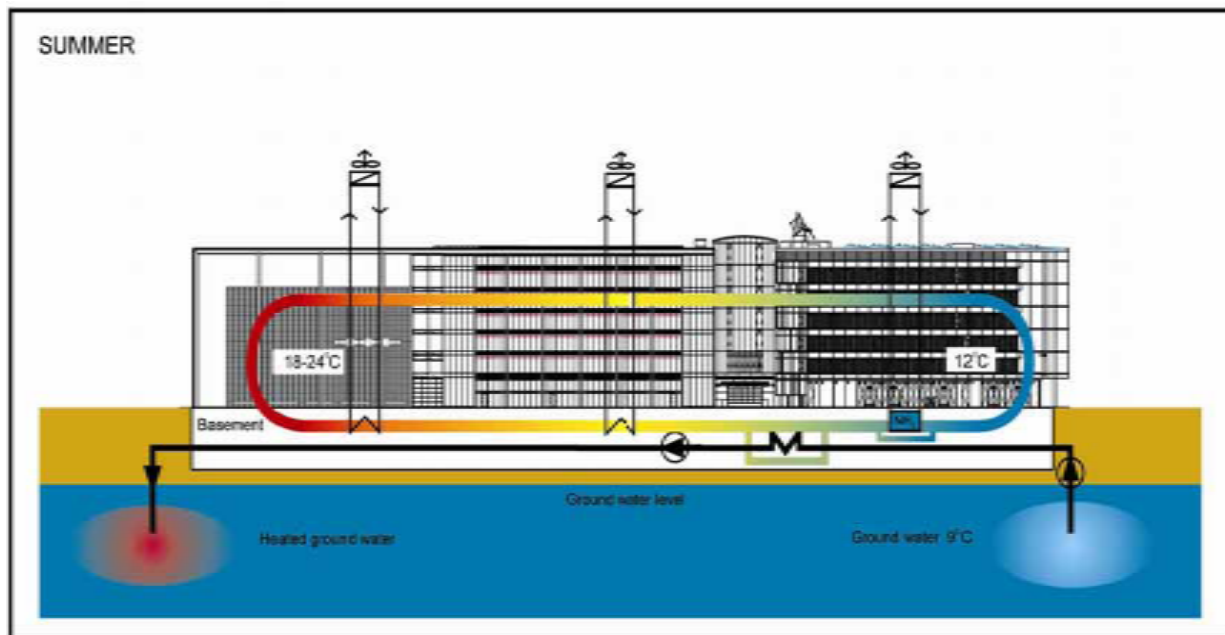 SUMMER
18-24°C
12°C
Basement
Ground water level
Heated ground water
Ground water 9°C